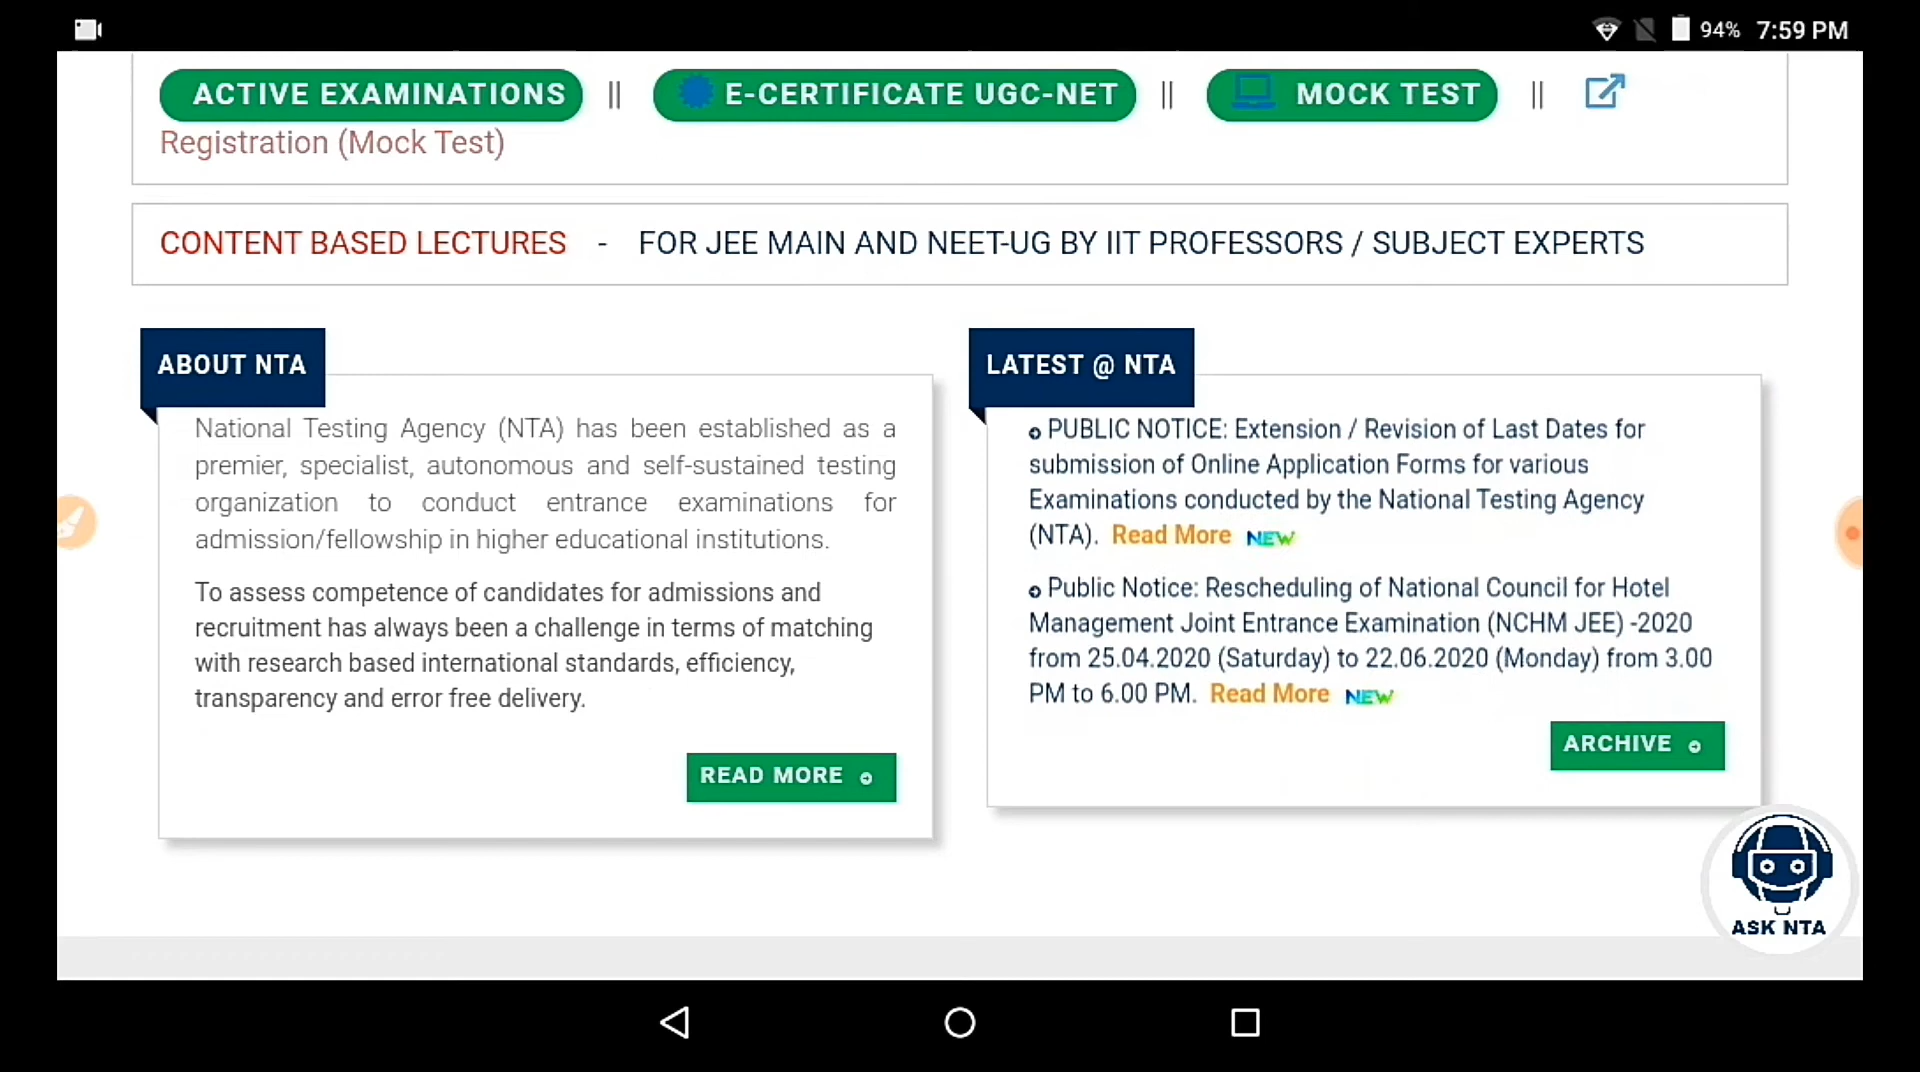 94% 7:59 PM
ACTIVE EXAMINATIONS || E-CERTIFICATE UGC-NET || MOCK TEST ||
Registration (Mock Test)
CONTENT BASED LECTURES - FOR JEE MAIN AND NEET-UG BY IIT PROFESSORS / SUBJECT EXPERTS
ABOUT NTA
National Testing Agency (NTA) has been established as a
premier, specialist, autonomous and self-sustained testing
organization to conduct entrance examinations for
admission/fellowship in higher educational institutions.
To assess competence of candidates for admissions and
recruitment has always been a challenge in terms of matching
with research based international standards, efficiency,
transparency and error free delivery.
READ MORE
LATEST @ NTA
PUBLIC NOTICE: Extension / Revision of Last Dates for
submission of Online Application Forms for various
Examinations conducted by the National Testing Agency
(NTA). Read More NEW
Public Notice: Rescheduling of National Council for Hotel
Management Joint Entrance Examination (NCHM JEE) -2020
from 25.04.2020 (Saturday) to 22.06.2020 (Monday) from 3.00
PM to 6.00 PM. Read More NEW
ARCHIVE
ASK NTA